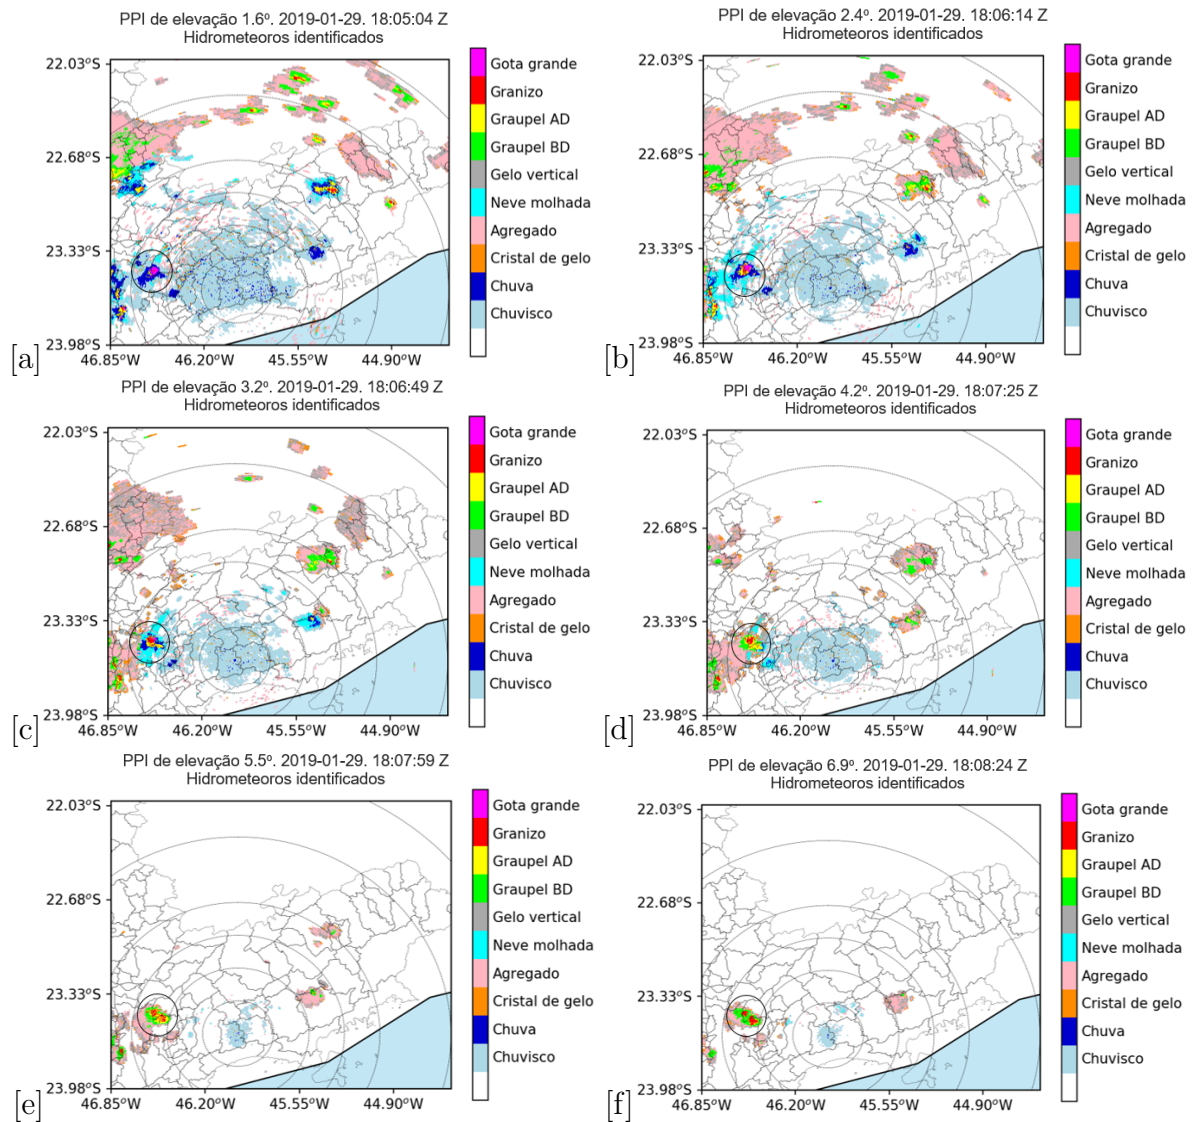 PPI de elevação 1.6º. 2019-01-29. 18:05:04 Z
Hidrometeoros identificados
22.03ºS
22.68ºS
23.33ºS
23.98ºS
46.85ºW 46.20ºW 45.55ºW 44.90ºW
Gota grande
Granizo
Graupel AD
Graupel BD
Gelo vertical
Neve molhada
Agregado
Cristal de gelo
Chuva
Chuvisco
[a]
PPI de elevação 2.4º. 2019-01-29. 18:06:14 Z
Hidrometeoros identificados
22.03ºS
22.68ºS
23.33ºS
23.98ºS
46.85ºW 46.20ºW 45.55ºW 44.90ºW
Gota grande
Granizo
Graupel AD
Graupel BD
Gelo vertical
Neve molhada
Agregado
Cristal de gelo
Chuva
Chuvisco
[b]
PPI de elevação 3.2º. 2019-01-29. 18:06:49 Z
Hidrometeoros identificados
22.03ºS
22.68ºS
23.33ºS
23.98ºS
46.85ºW 46.20ºW 45.55ºW 44.90ºW
Gota grande
Granizo
Graupel AD
Graupel BD
Gelo vertical
Neve molhada
Agregado
Cristal de gelo
Chuva
Chuvisco
[c]
PPI de elevação 4.2º. 2019-01-29. 18:07:25 Z
Hidrometeoros identificados
22.03ºS
22.68ºS
23.33ºS
23.98ºS
46.85ºW 46.20ºW 45.55ºW 44.90ºW
Gota grande
Granizo
Graupel AD
Graupel BD
Gelo vertical
Neve molhada
Agregado
Cristal de gelo
Chuva
Chuvisco
[d]
PPI de elevação 5.5º. 2019-01-29. 18:07:59 Z
Hidrometeoros identificados
22.03ºS
22.68ºS
23.33ºS
23.98ºS
46.85ºW 46.20ºW 45.55ºW 44.90ºW
Gota grande
Granizo
Graupel AD
Graupel BD
Gelo vertical
Neve molhada
Agregado
Cristal de gelo
Chuva
Chuvisco
[e]
PPI de elevação 6.9º. 2019-01-29. 18:08:24 Z
Hidrometeoros identificados
22.03ºS
22.68ºS
23.33ºS
23.98ºS
46.85ºW 46.20ºW 45.55ºW 44.90ºW
Gota grande
Granizo
Graupel AD
Graupel BD
Gelo vertical
Neve molhada
Agregado
Cristal de gelo
Chuva
Chuvisco
[f]